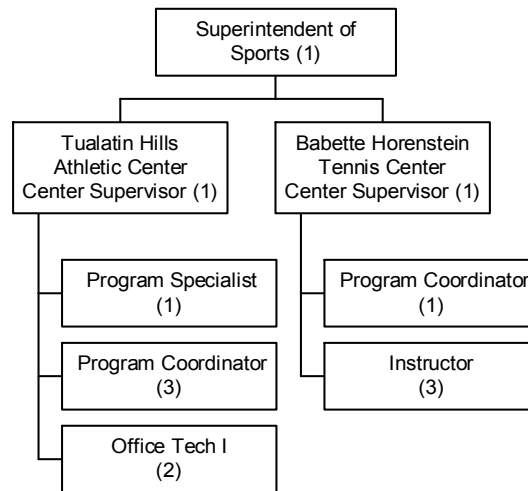 Superintendent of
Sports (1)
Tualatin Hills
Athletic Center
Center Supervisor (1)
Babette Horenstein
Tennis Center
Center Supervisor (1)
Program Specialist
(1)
Program Coordinator
(3)
Office Tech I
(2)
Program Coordinator
(1)
Instructor
(3)